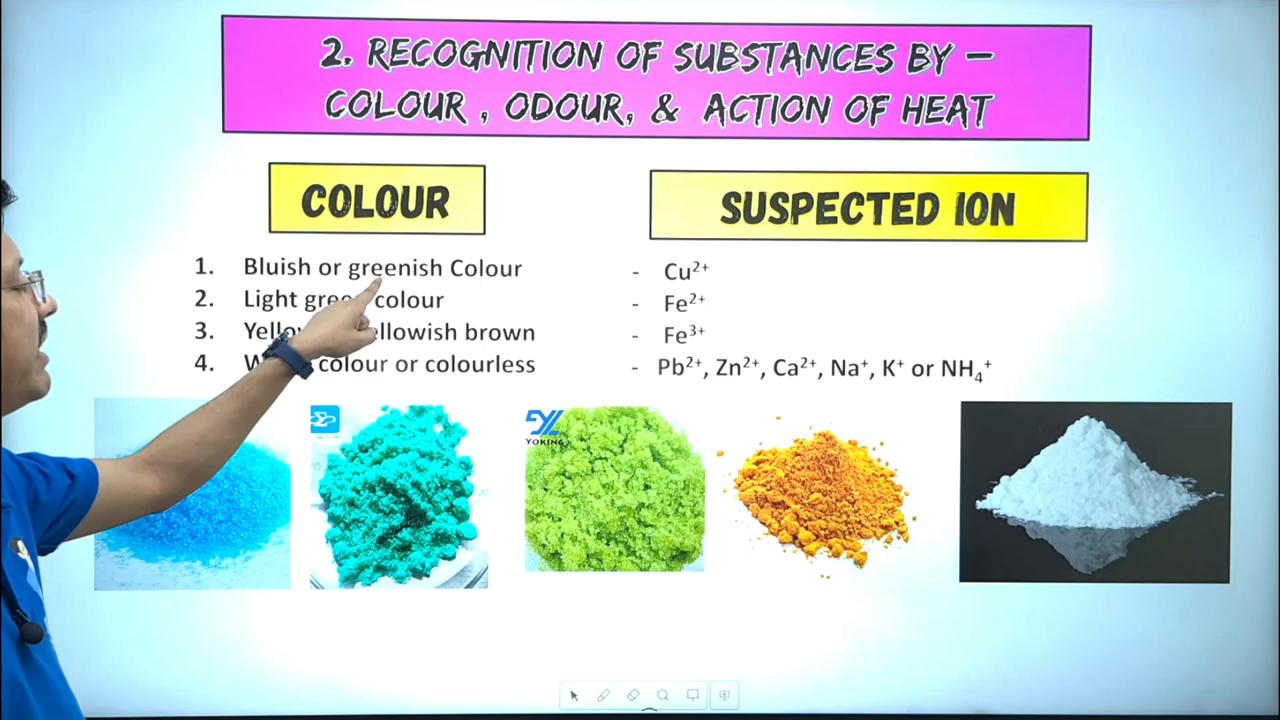 2. RECOGNITION OF SUBSTANCES BY –
COLOUR , ODOUR, & ACTION OF HEAT
COLOUR
SUSPECTED ION
1. Bluish or greenish Colour - Cu²⁺
2. Light green colour - Fe²⁺
3. ellowish brown - Fe³⁺
4. colour or colourless - Pb²⁺, Zn²⁺, Ca²⁺, Na⁺, K⁺ or NH₄⁺
YOKING